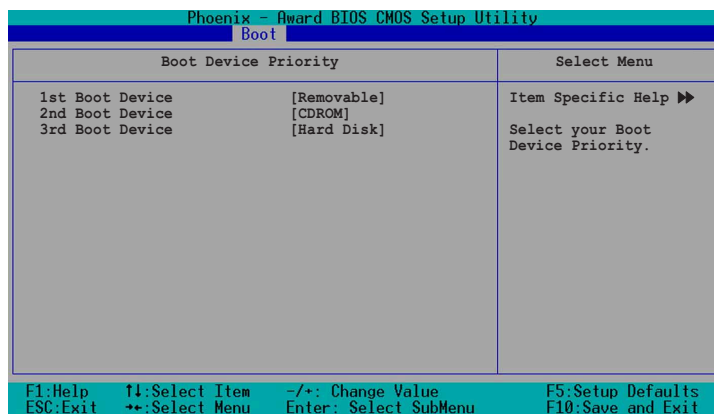 Phoenix - Award BIOS CMOS Setup Utility
Boot
Boot Device Priority
Select Menu
1st Boot Device [Removable]
2nd Boot Device [CDROM]
3rd Boot Device [Hard Disk]
Item Specific Help ▶▶
Select your Boot
Device Priority.
F1:Help ↑↓:Select Item -/+: Change Value F5:Setup Defaults
ESC:Exit →←:Select Menu Enter: Select SubMenu F10:Save and Exit